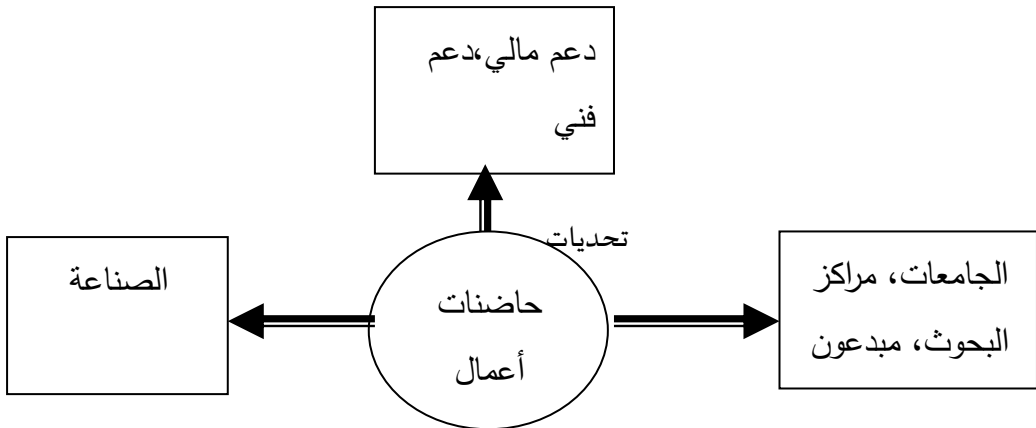 دعم مالي،دعم
فني
تحديات
الجامعات، مراكز
البحوث، مبدعون
حاضنات
أعمال
الصناعة